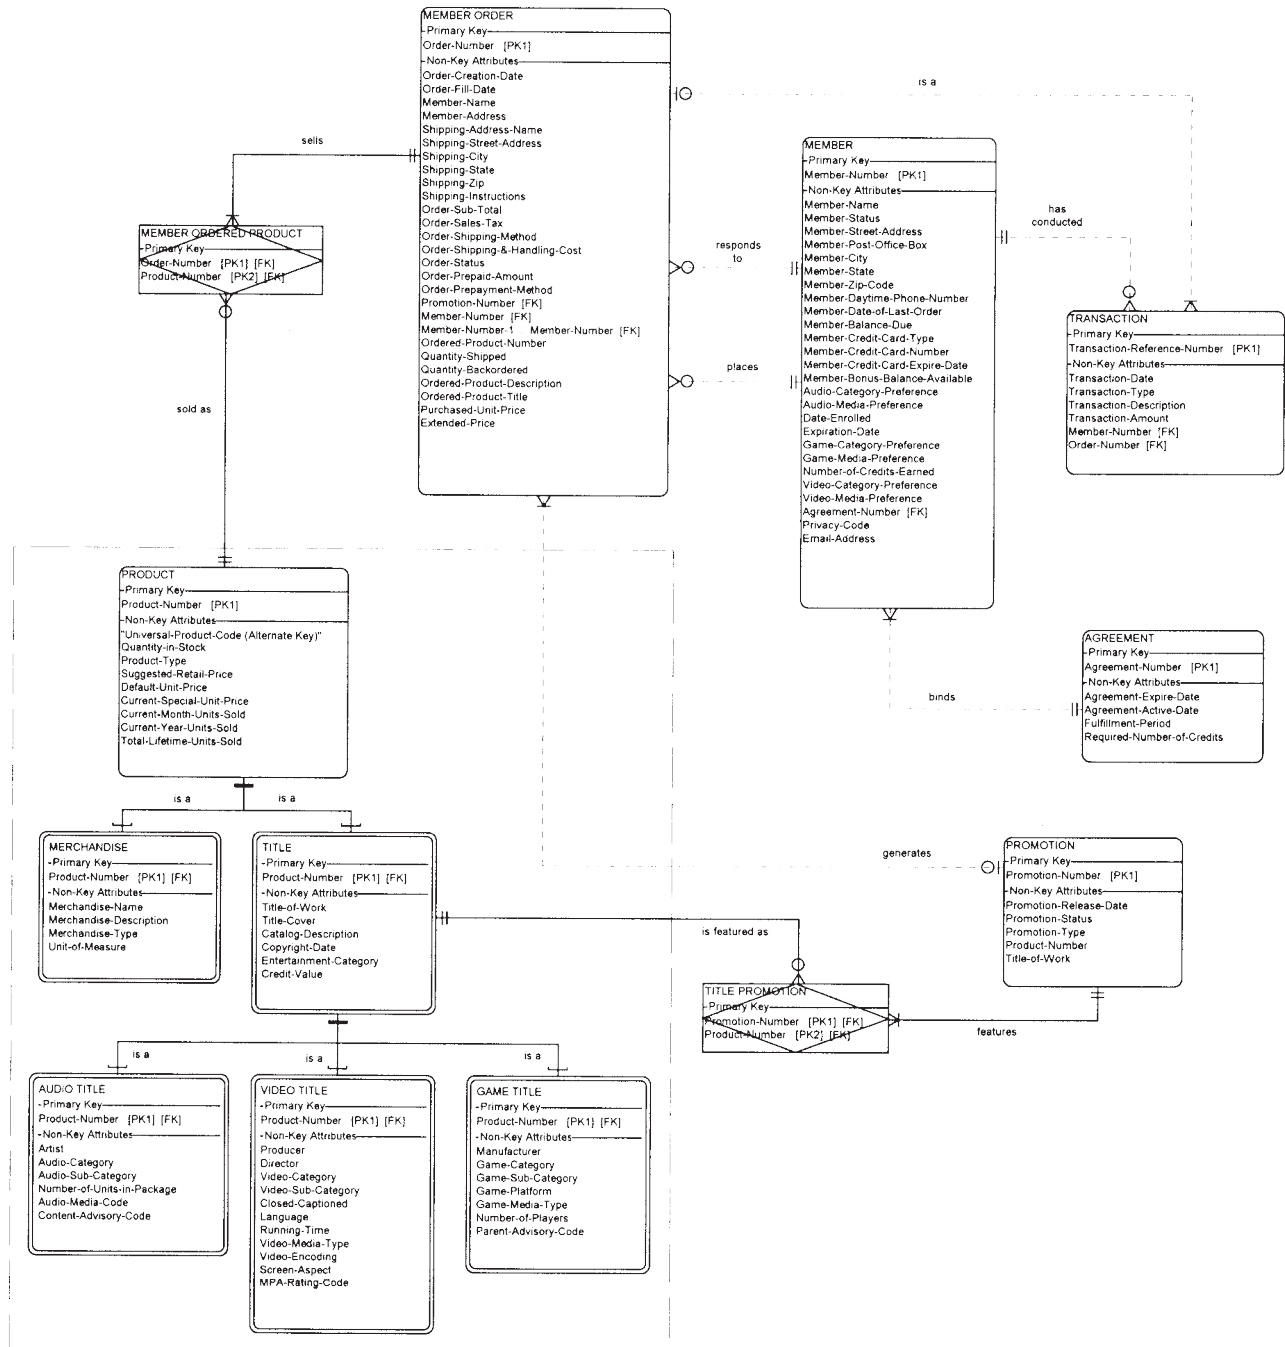 MEMBER ORDER
-Primary Key
Order-Number [PK1]
-Non-Key Attributes
Order-Creation-Date
Order-Fill-Date
Member-Name
Member-Address
Shipping-Address-Name
Shipping-Street-Address
Shipping-City
Shipping-State
Shipping-Zip
Shipping-Instructions
Order-Sub-Total
Order-Sales-Tax
Order-Shipping-Method
Order-Shipping-&-Handling-Cost
Order-Status
Order-Prepaid-Amount
Order-Prepayment-Method
Promotion-Number [FK]
Member-Number [FK]
Member-Number-1 .. Member-Number [FK]
Ordered-Product-Number
Quantity-Shipped
Quantity-Backordered
Ordered-Product-Description
Ordered-Product-Title
Purchased-Unit-Price
Extended-Price
is a
sells
MEMBER ORDERED PRODUCT
-Primary Key
Order-Number [PK1] [FK]
Product-Number [PK2] [FK]
responds
to
places
MEMBER
-Primary Key
Member-Number [PK1]
-Non-Key Attributes
Member-Name
Member-Status
Member-Street-Address
Member-Post-Office-Box
Member-City
Member-State
Member-Zip-Code
Member-Daytime-Phone-Number
Member-Date-of-Last-Order
Member-Balance-Due
Member-Credit-Card-Type
Member-Credit-Card-Number
Member-Credit-Card-Expire-Date
Member-Bonus-Balance-Available
Audio-Category-Preference
Audio-Media-Preference
Date-Enrolled
Expiration-Date
Game-Category-Preference
Game-Media-Preference
Number-of-Credits-Earned
Video-Category-Preference
Video-Media-Preference
Agreement-Number [FK]
Privacy-Code
Email-Address
has
conducted
TRANSACTION
-Primary Key
Transaction-Reference-Number [PK1]
-Non-Key Attributes
Transaction-Date
Transaction-Type
Transaction-Description
Transaction-Amount
Member-Number [FK]
Order-Number [FK]
sold as
PRODUCT
-Primary Key
Product-Number [PK1]
-Non-Key Attributes
"Universal-Product-Code (Alternate Key)"
Quantity-in-Stock
Product-Type
Suggested-Retail-Price
Default-Unit-Price
Current-Special-Unit-Price
Current-Month-Units-Sold
Current-Year-Units-Sold
Total-Lifetime-Units-Sold
binds
AGREEMENT
-Primary Key
Agreement-Number [PK1]
-Non-Key Attributes
Agreement-Expire-Date
Agreement-Active-Date
Fulfillment-Period
Required-Number-of-Credits
is a
is a
MERCHANDISE
-Primary Key
Product-Number [PK1] [FK]
-Non-Key Attributes
Merchandise-Name
Merchandise-Description
Merchandise-Type
Unit-of-Measure
TITLE
-Primary Key
Product-Number [PK1] [FK]
-Non-Key Attributes
Title-of-Work
Title-Cover
Catalog-Description
Copyright-Date
Entertainment-Category
Credit-Value
generates
PROMOTION
-Primary Key
Promotion-Number [PK1]
-Non-Key Attributes
Promotion-Release-Date
Promotion-Status
Promotion-Type
Product-Number
Title-of-Work
is featured as
TITLE PROMOTION
-Primary Key
Promotion-Number [PK1] [FK]
Product-Number [PK2] [FK]
features
is a
is a
is a
AUDIO TITLE
-Primary Key
Product-Number [PK1] [FK]
-Non-Key Attributes
Artist
Audio-Category
Audio-Sub-Category
Number-of-Units-in-Package
Audio-Media-Code
Content-Advisory-Code
VIDEO TITLE
-Primary Key
Product-Number [PK1] [FK]
-Non-Key Attributes
Producer
Director
Video-Category
Video-Sub-Category
Closed-Captioned
Language
Running-Time
Video-Media-Type
Video-Encoding
Screen-Aspect
MPA-Rating-Code
GAME TITLE
-Primary Key
Product-Number [PK1] [FK]
-Non-Key Attributes
Manufacturer
Game-Category
Game-Sub-Category
Game-Platform
Game-Media-Type
Number-of-Players
Parent-Advisory-Code